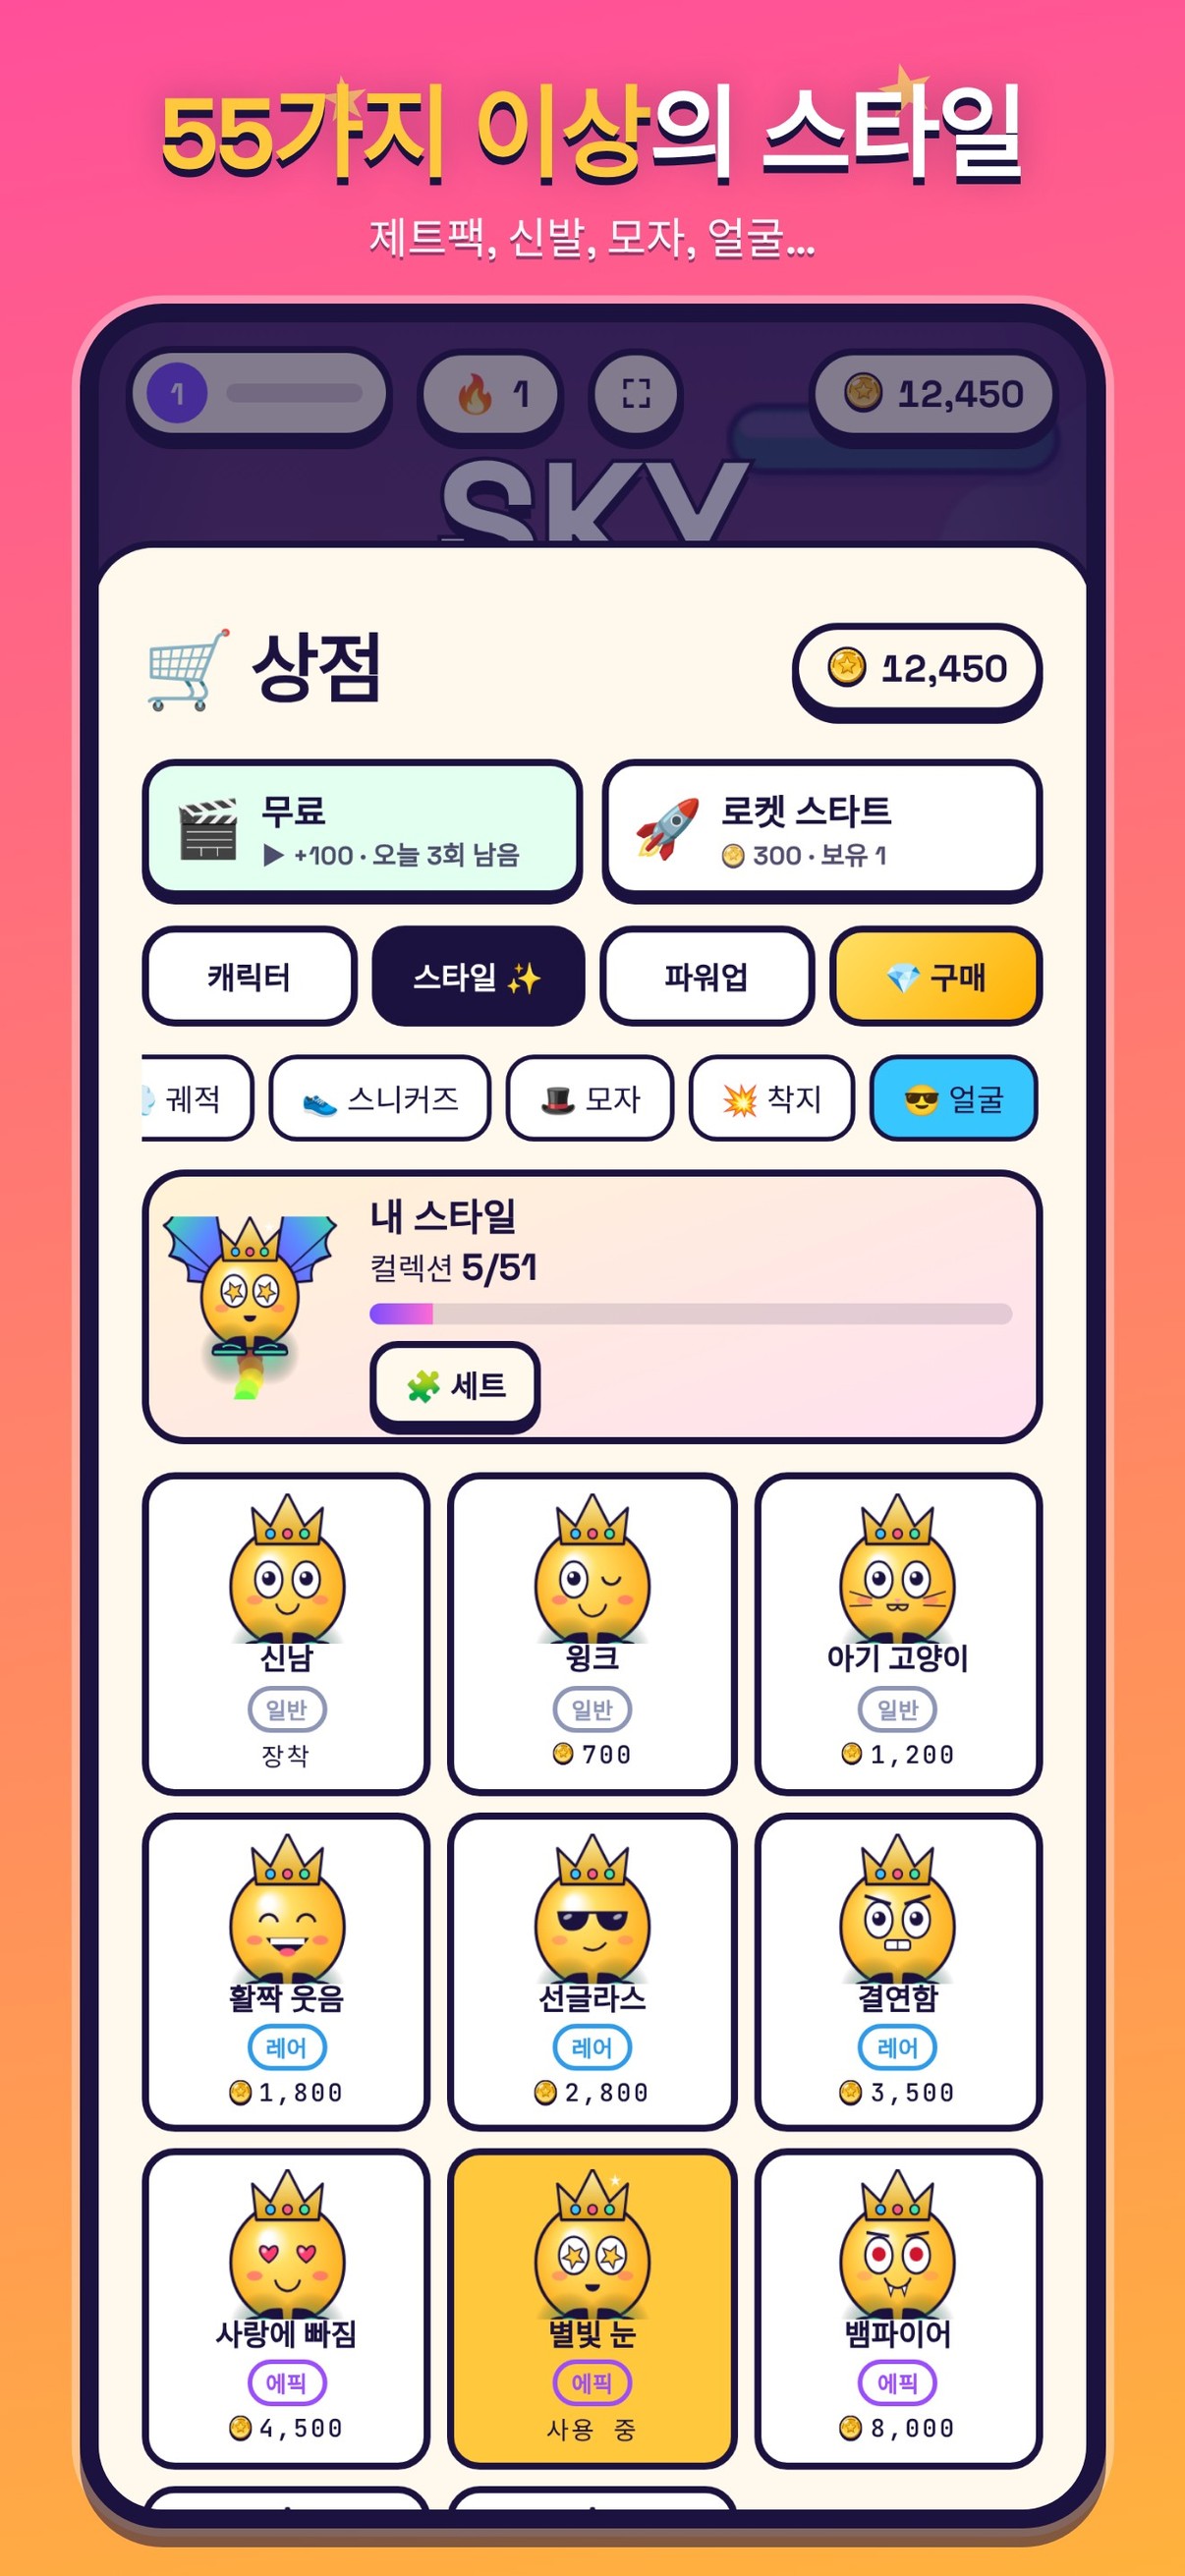 55가지 이상의 스타일
제트팩, 신발, 모자, 얼굴...
1
🔥 1
12,450
SKY
🛒 상점
12,450
무료
▶ +100 · 오늘 3회 남음
로켓 스타트
300 · 보유 1
캐릭터
스타일 ✨
파워업
💎 구매
궤적
스니커즈
모자
착지
얼굴
내 스타일
컬렉션 5/51
세트
신남
일반
장착
윙크
일반
700
아기 고양이
일반
1,200
활짝 웃음
레어
1,800
선글라스
레어
2,800
결연함
레어
3,500
사랑에 빠짐
에픽
4,500
별빛 눈
에픽
사용 중
뱀파이어
에픽
8,000